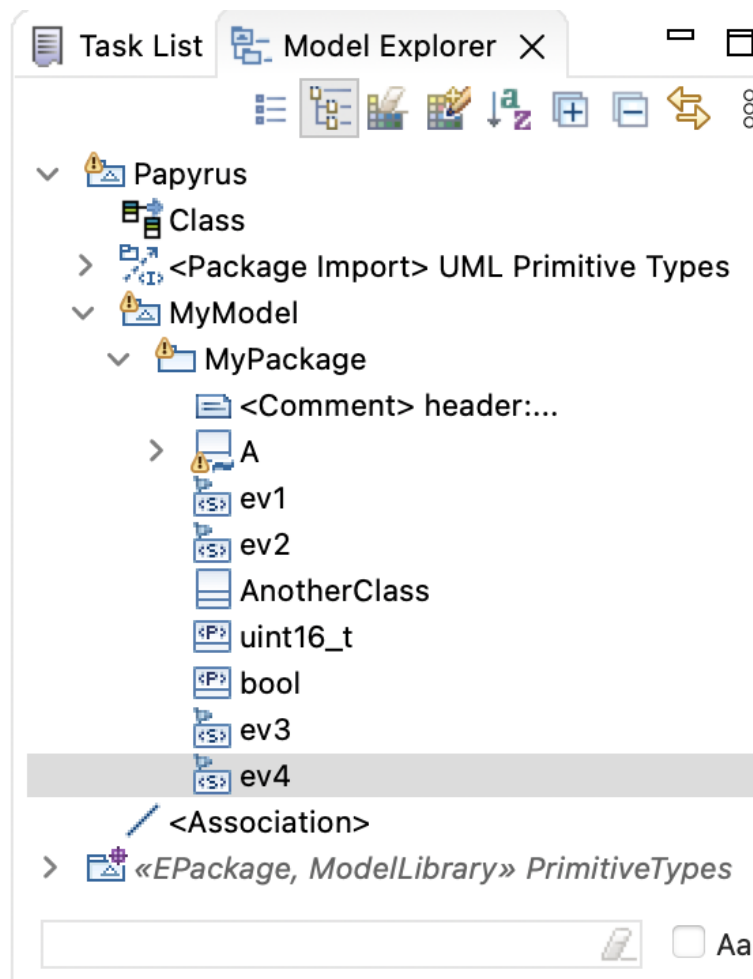 Task List
Model Explorer
Papyrus
Class
<Package Import> UML Primitive Types
MyModel
MyPackage
<Comment> header:...
A
ev1
ev2
AnotherClass
uint16_t
bool
ev3
ev4
<Association>
«EPackage, ModelLibrary» PrimitiveTypes
Aa